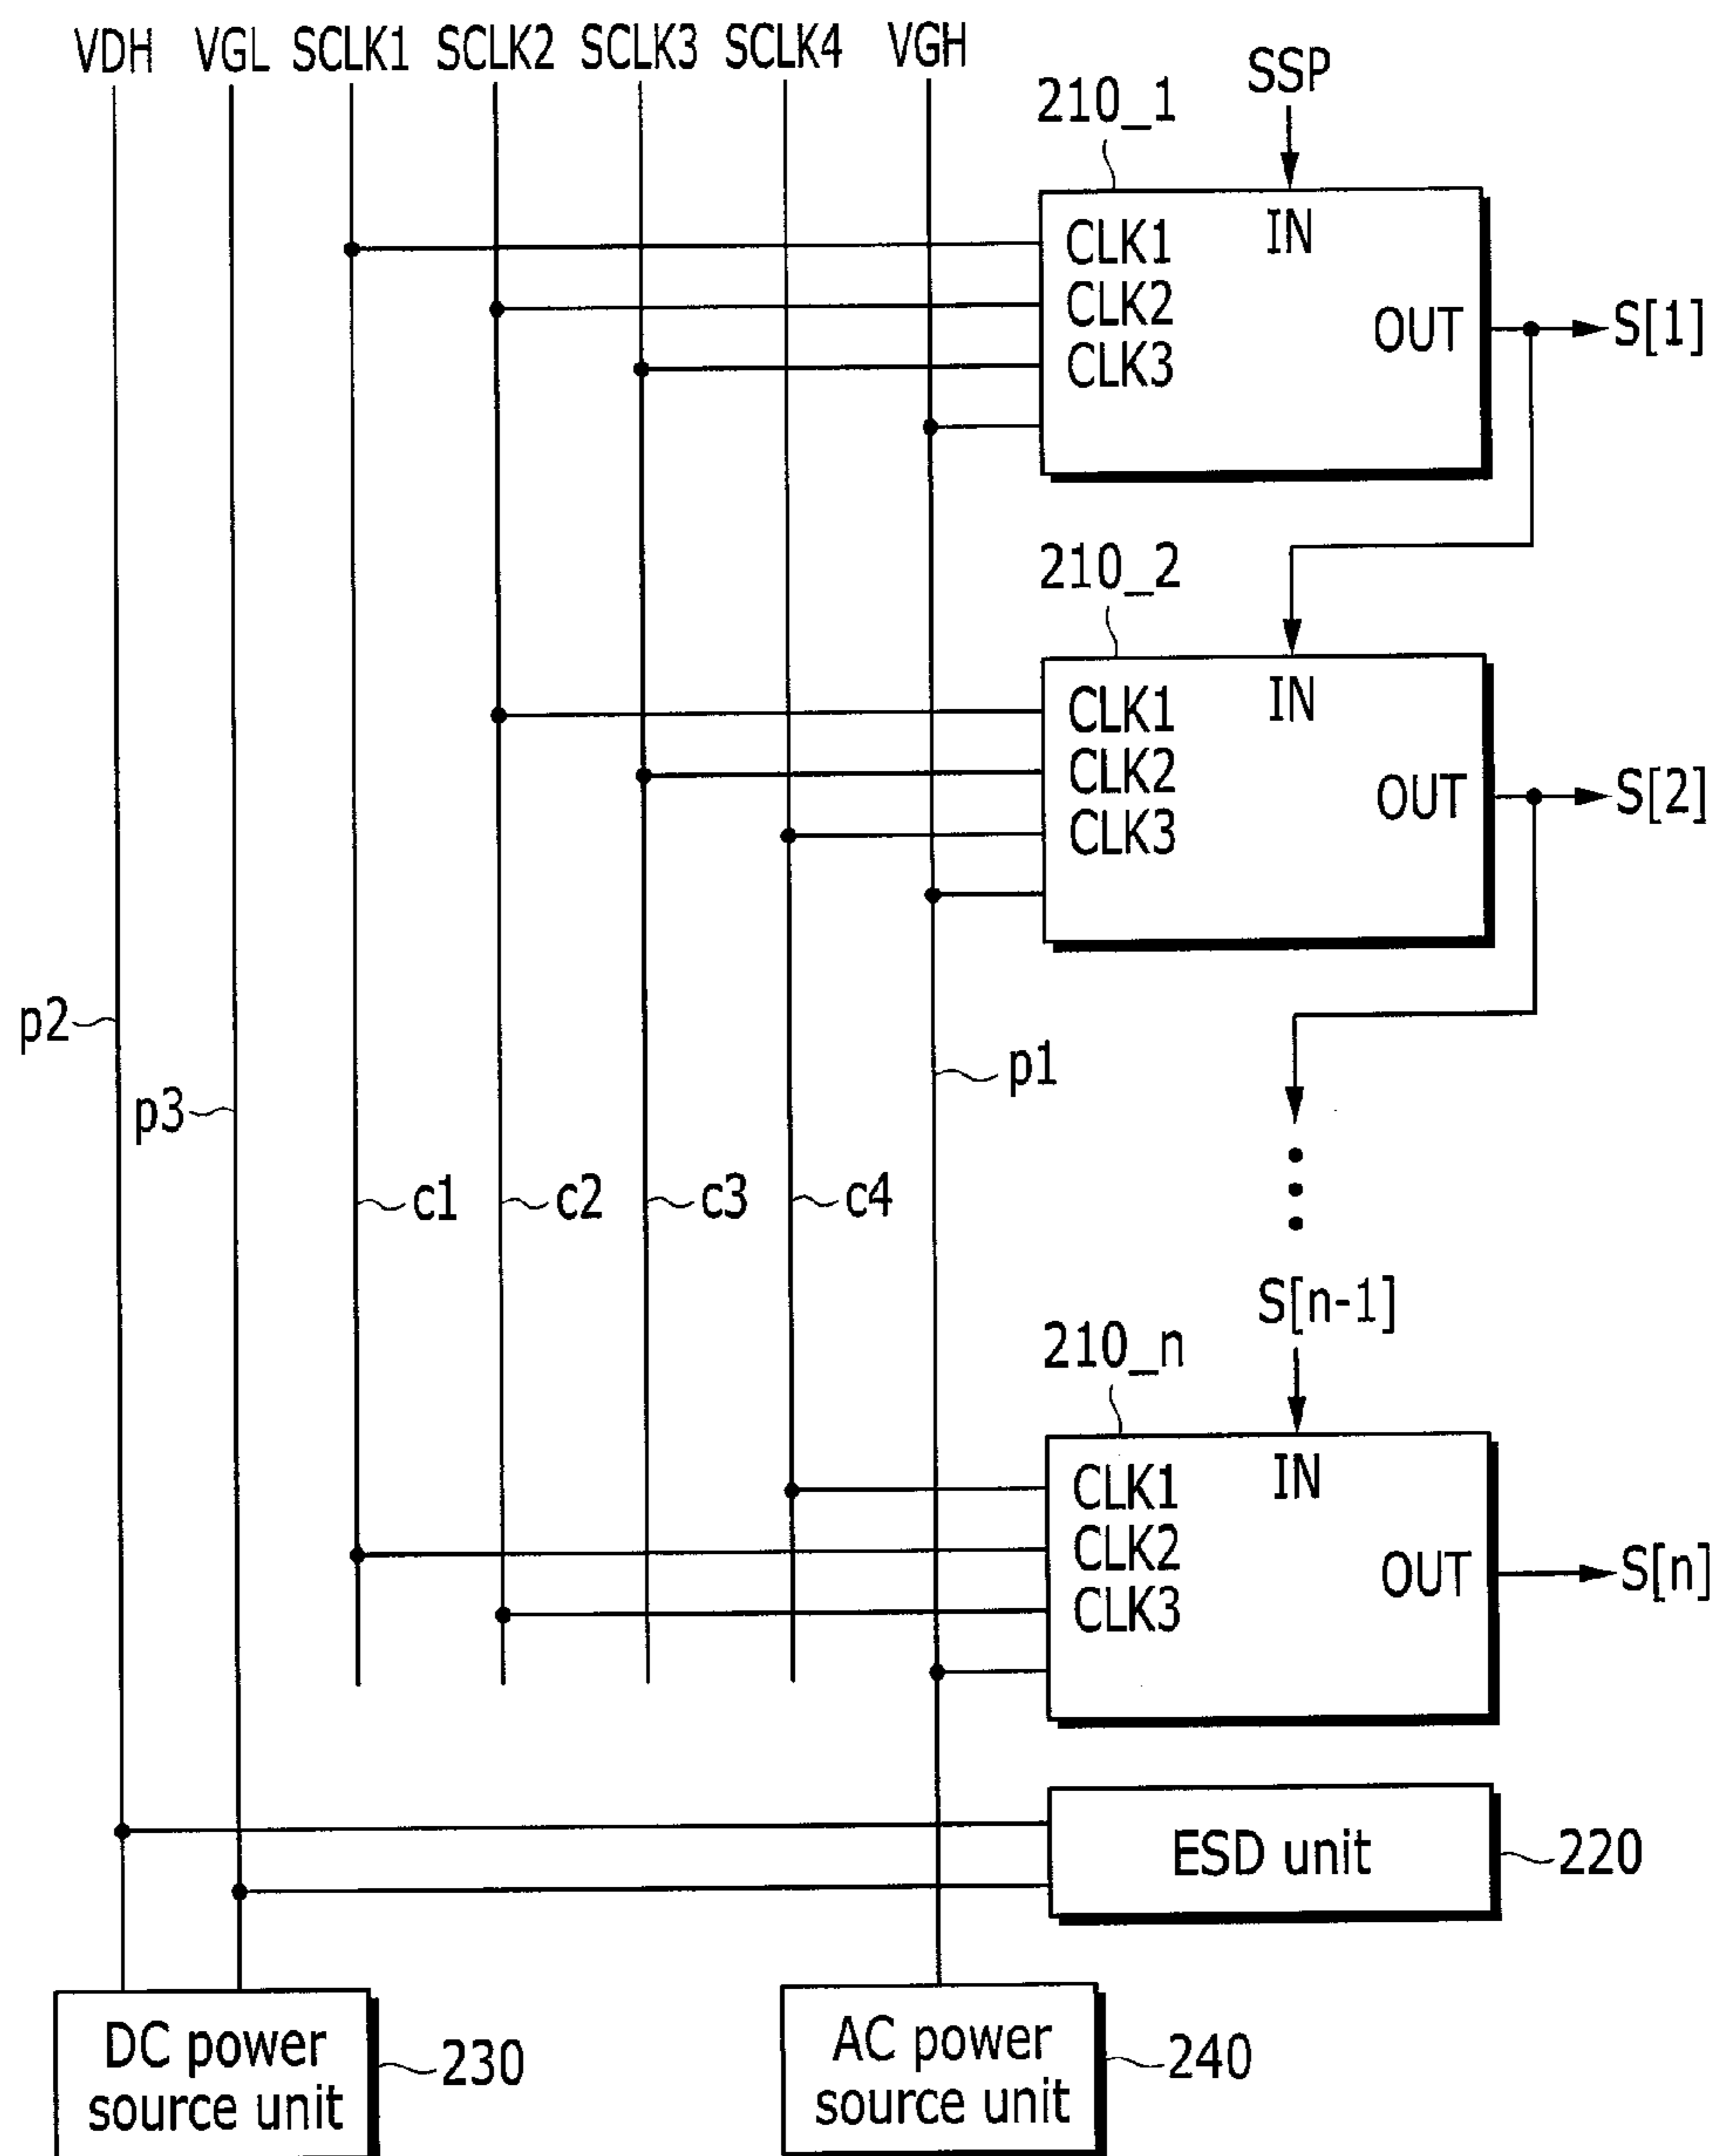 VDH VGL SCLK1 SCLK2 SCLK3 SCLK4 VGH
SSP
210_1
IN
CLK1
CLK2
CLK3
OUT
S[1]
210_2
IN
CLK1
CLK2
CLK3
OUT
S[2]
p2
p1
p3
c1
c2
c3
c4
S[n-1]
210_n
IN
CLK1
CLK2
CLK3
OUT
S[n]
ESD unit
220
DC power
source unit
230
AC power
source unit
240